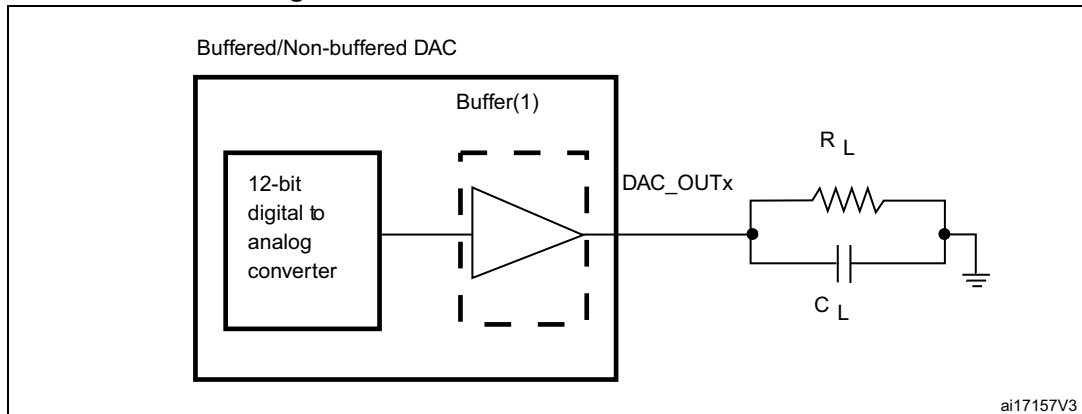 Buffered/Non-buffered DAC
Buffer(1)
12-bit
digital to
analog
converter
DAC_OUTx
R L
C L
ai17157V3